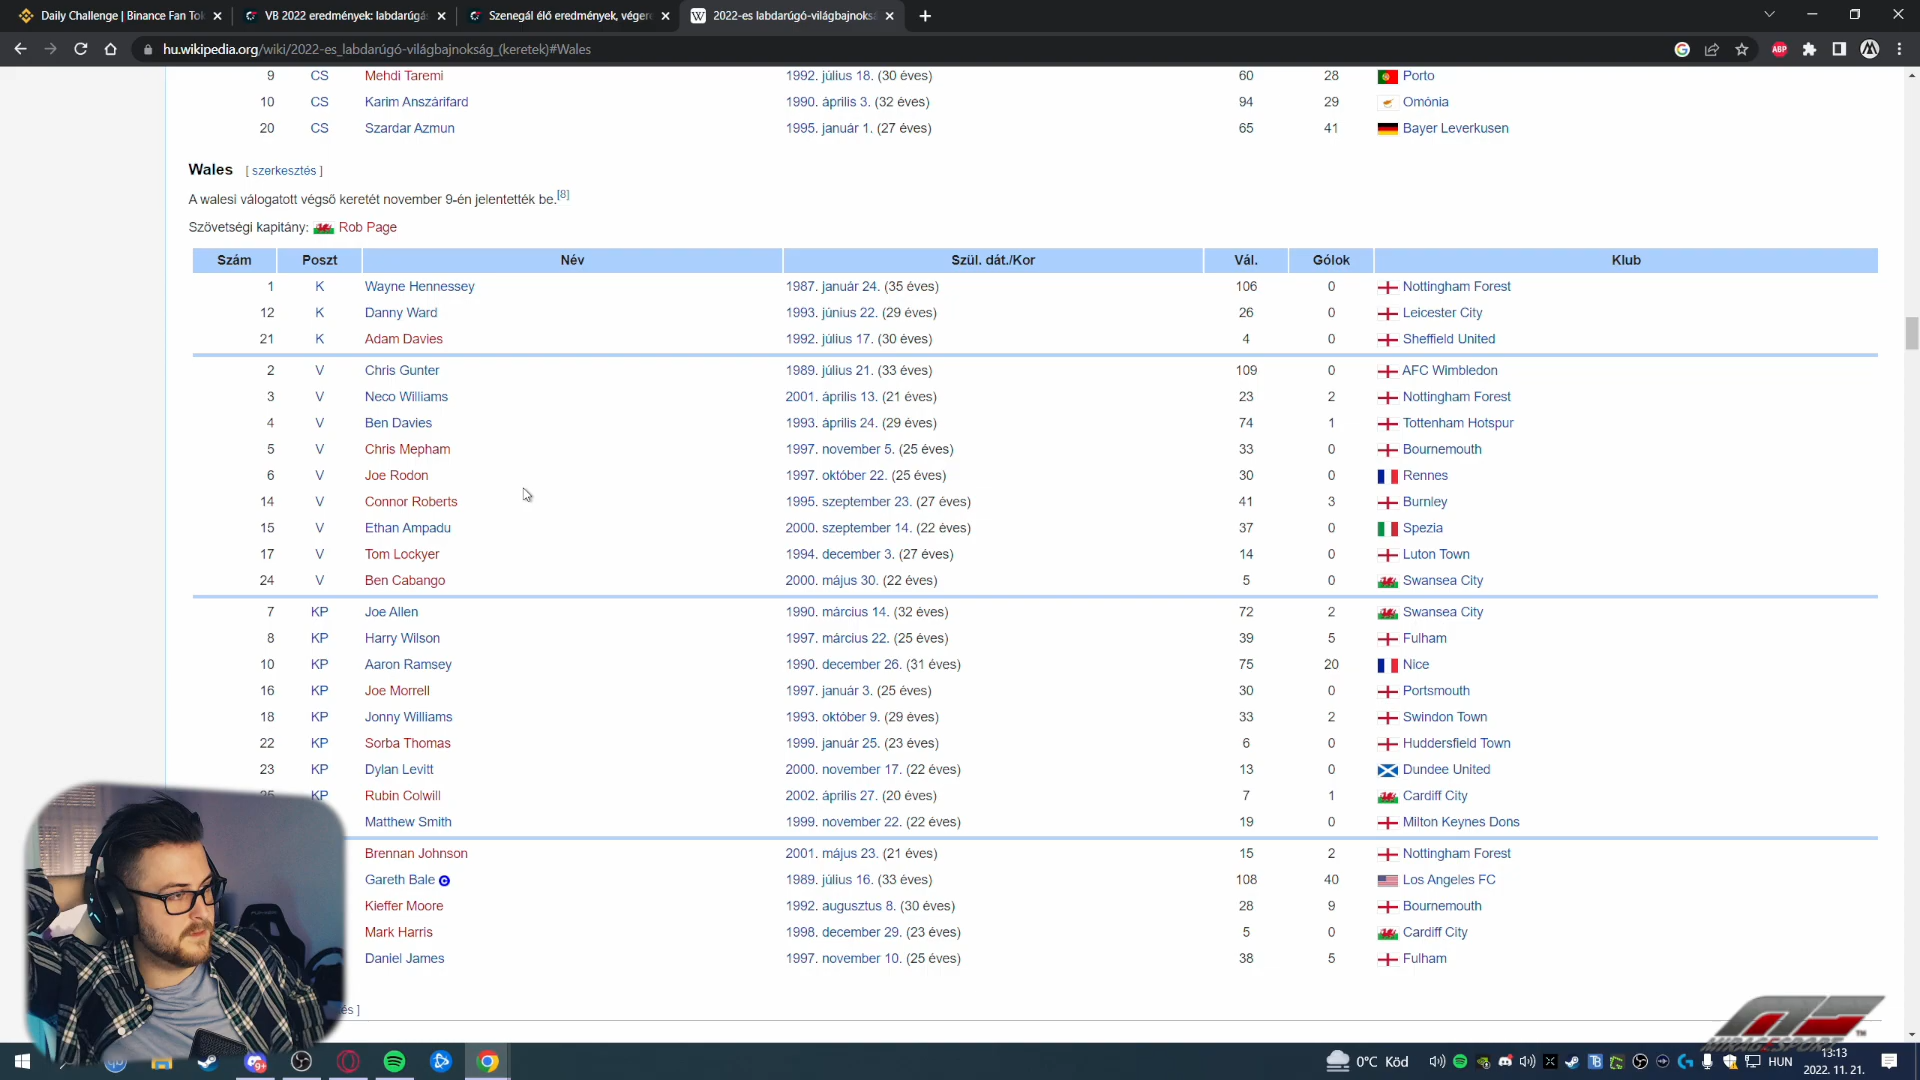 Daily Challenge | Binance Fan Tok
VB 2022 eredmények: labdarúgás
Szenegál élő eredmények, végere
2022-es labdarúgó-világbajnoksá
hu.wikipedia.org/wiki/2022-es_labdarúgó-világbajnokság_(keretek)#Wales
9 CS Mehdi Taremi 1992. július 18. (30 éves) 60 28 Porto
10 CS Karim Anszárifard 1990. április 3. (32 éves) 94 29 Omónia
20 CS Szardar Azmun 1995. január 1. (27 éves) 65 41 Bayer Leverkusen
Wales [ szerkesztés ]
A walesi válogatott végső keretét november 9-én jelentették be.[8]
Szövetségi kapitány: Rob Page
Szám Poszt Név Szül. dát./Kor Vál. Gólok Klub
1 K Wayne Hennessey 1987. január 24. (35 éves) 106 0 Nottingham Forest
12 K Danny Ward 1993. június 22. (29 éves) 26 0 Leicester City
21 K Adam Davies 1992. július 17. (30 éves) 4 0 Sheffield United
2 V Chris Gunter 1989. július 21. (33 éves) 109 0 AFC Wimbledon
3 V Neco Williams 2001. április 13. (21 éves) 23 2 Nottingham Forest
4 V Ben Davies 1993. április 24. (29 éves) 74 1 Tottenham Hotspur
5 V Chris Mepham 1997. november 5. (25 éves) 33 0 Bournemouth
6 V Joe Rodon 1997. október 22. (25 éves) 30 0 Rennes
14 V Connor Roberts 1995. szeptember 23. (27 éves) 41 3 Burnley
15 V Ethan Ampadu 2000. szeptember 14. (22 éves) 37 0 Spezia
17 V Tom Lockyer 1994. december 3. (27 éves) 14 0 Luton Town
24 V Ben Cabango 2000. május 30. (22 éves) 5 0 Swansea City
7 KP Joe Allen 1990. március 14. (32 éves) 72 2 Swansea City
8 KP Harry Wilson 1997. március 22. (25 éves) 39 5 Fulham
10 KP Aaron Ramsey 1990. december 26. (31 éves) 75 20 Nice
16 KP Joe Morrell 1997. január 3. (25 éves) 30 0 Portsmouth
18 KP Jonny Williams 1993. október 9. (29 éves) 33 2 Swindon Town
22 KP Sorba Thomas 1999. január 25. (23 éves) 6 0 Huddersfield Town
23 KP Dylan Levitt 2000. november 17. (22 éves) 13 0 Dundee United
25 KP Rubin Colwill 2002. április 27. (20 éves) 7 1 Cardiff City
Matthew Smith 1999. november 22. (22 éves) 19 0 Milton Keynes Dons
Brennan Johnson 2001. május 23. (21 éves) 15 2 Nottingham Forest
Gareth Bale 1989. július 16. (33 éves) 108 40 Los Angeles FC
Kieffer Moore 1992. augusztus 8. (30 éves) 28 9 Bournemouth
Mark Harris 1998. december 29. (23 éves) 5 0 Cardiff City
Daniel James 1997. november 10. (25 éves) 38 5 Fulham
és ]
0°C Köd
HUN
13:13
2022. 11. 21.